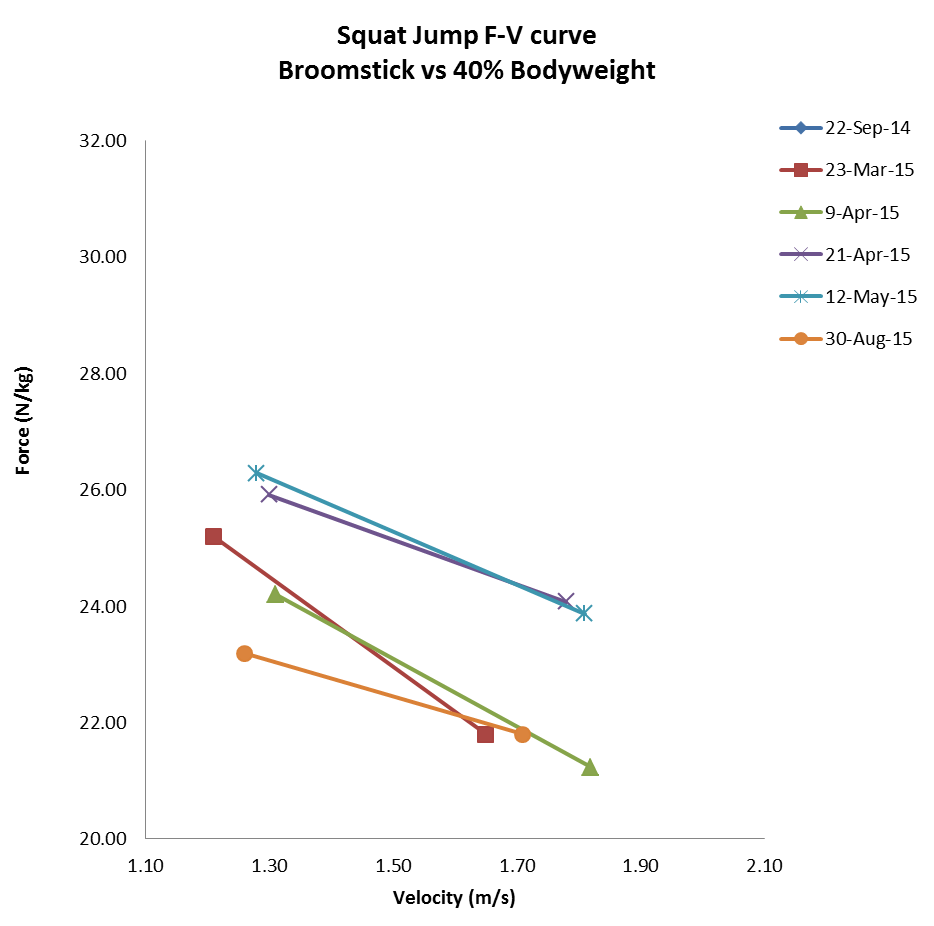 Squat Jump F-V curve
Broomstick vs 40% Bodyweight
22-Sep-14
23-Mar-15
9-Apr-15
21-Apr-15
12-May-15
30-Aug-15
32.00
30.00
28.00
26.00
24.00
22.00
20.00
Force (N/kg)
1.10 1.30 1.50 1.70 1.90 2.10
Velocity (m/s)